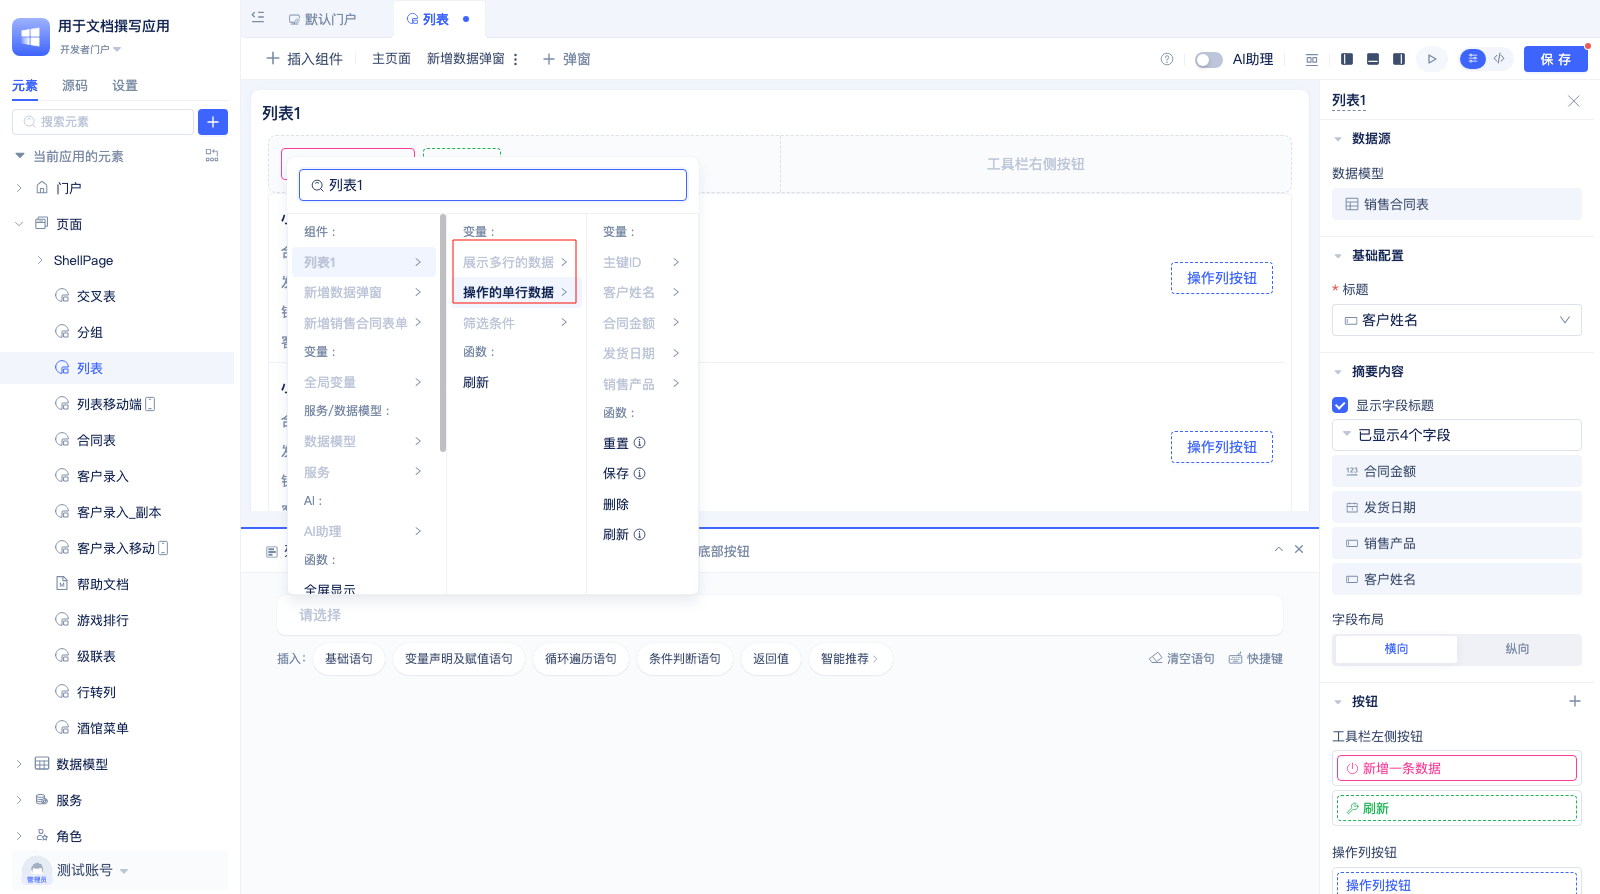 用于文档撰写应用
开发者门户
元素
源码
设置
搜索元素
当前应用的元素
门户
页面
ShellPage
交叉表
分组
列表
列表移动端
合同表
客户录入
客户录入_副本
客户录入移动
帮助文档
游戏排行
级联表
行转列
酒馆菜单
数据模型
服务
角色
测试账号
管理员
默认门户
列表
插入组件
主页面
新增数据弹窗
弹窗
AI助理
保 存
列表1
工具栏右侧按钮
列表1
组件 :
列表1
新增数据弹窗
新增销售合同表单
变量 :
全局变量
服务/数据模型 :
数据模型
服务
AI :
AI助理
函数 :
全屏显示
变量 :
展示多行的数据
操作的单行数据
筛选条件
函数 :
刷新
变量 :
主键ID
客户姓名
合同金额
发货日期
销售产品
函数 :
重置
保存
删除
刷新
操作列按钮
操作列按钮
底部按钮
请选择
插入:
基础语句
变量声明及赋值语句
循环遍历语句
条件判断语句
返回值
智能推荐
清空语句
快捷键
列表1
数据源
数据模型
销售合同表
基础配置
* 标题
客户姓名
摘要内容
显示字段标题
已显示4个字段
123 合同金额
发货日期
销售产品
客户姓名
字段布局
横向
纵向
按钮
工具栏左侧按钮
新增一条数据
刷新
操作列按钮
操作列按钮